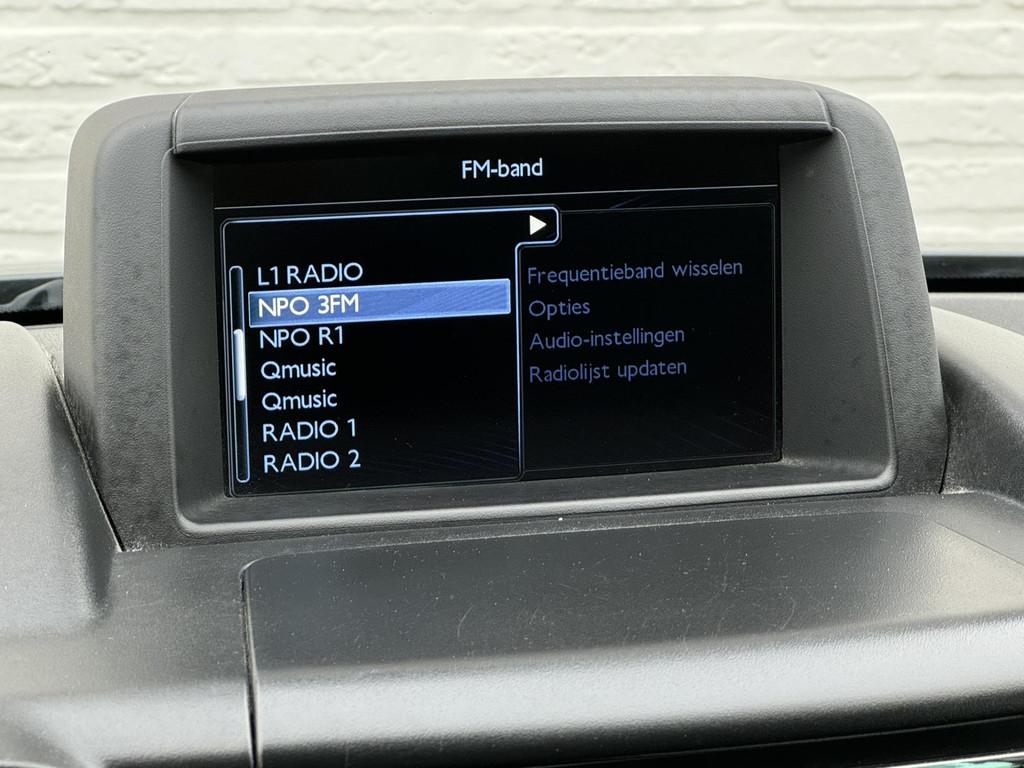 FM-band
L1 RADIO
NPO 3FM
NPO R1
Qmusic
Qmusic
RADIO 1
RADIO 2
Frequentieband wisselen
Opties
Audio-instellingen
Radiolijst updaten